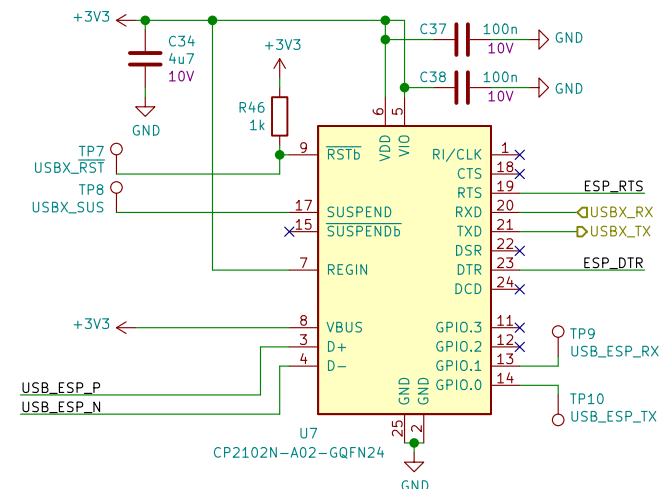 +3V3
C34
4u7
10V
GND
+3V3
R46
1k
C37
100n
10V
GND
C38
100n
10V
GND
TP7
USBX_RST
TP8
USBX_SUS
6
5
VDD
VIO
9
RSTb
17
SUSPEND
15
SUSPENDb
7
REGIN
+3V3
8
VBUS
3
D+
4
D-
USB_ESP_P
USB_ESP_N
RI/CLK
1
CTS
18
RTS
19
ESP_RTS
RXD
20
USBX_RX
TXD
21
USBX_TX
DSR
22
DTR
23
ESP_DTR
DCD
24
GPIO.3
11
GPIO.2
12
GPIO.1
13
GPIO.0
14
TP9
USB_ESP_RX
TP10
USB_ESP_TX
GND
GND
25
2
U7
CP2102N-A02-GQFN24
GND